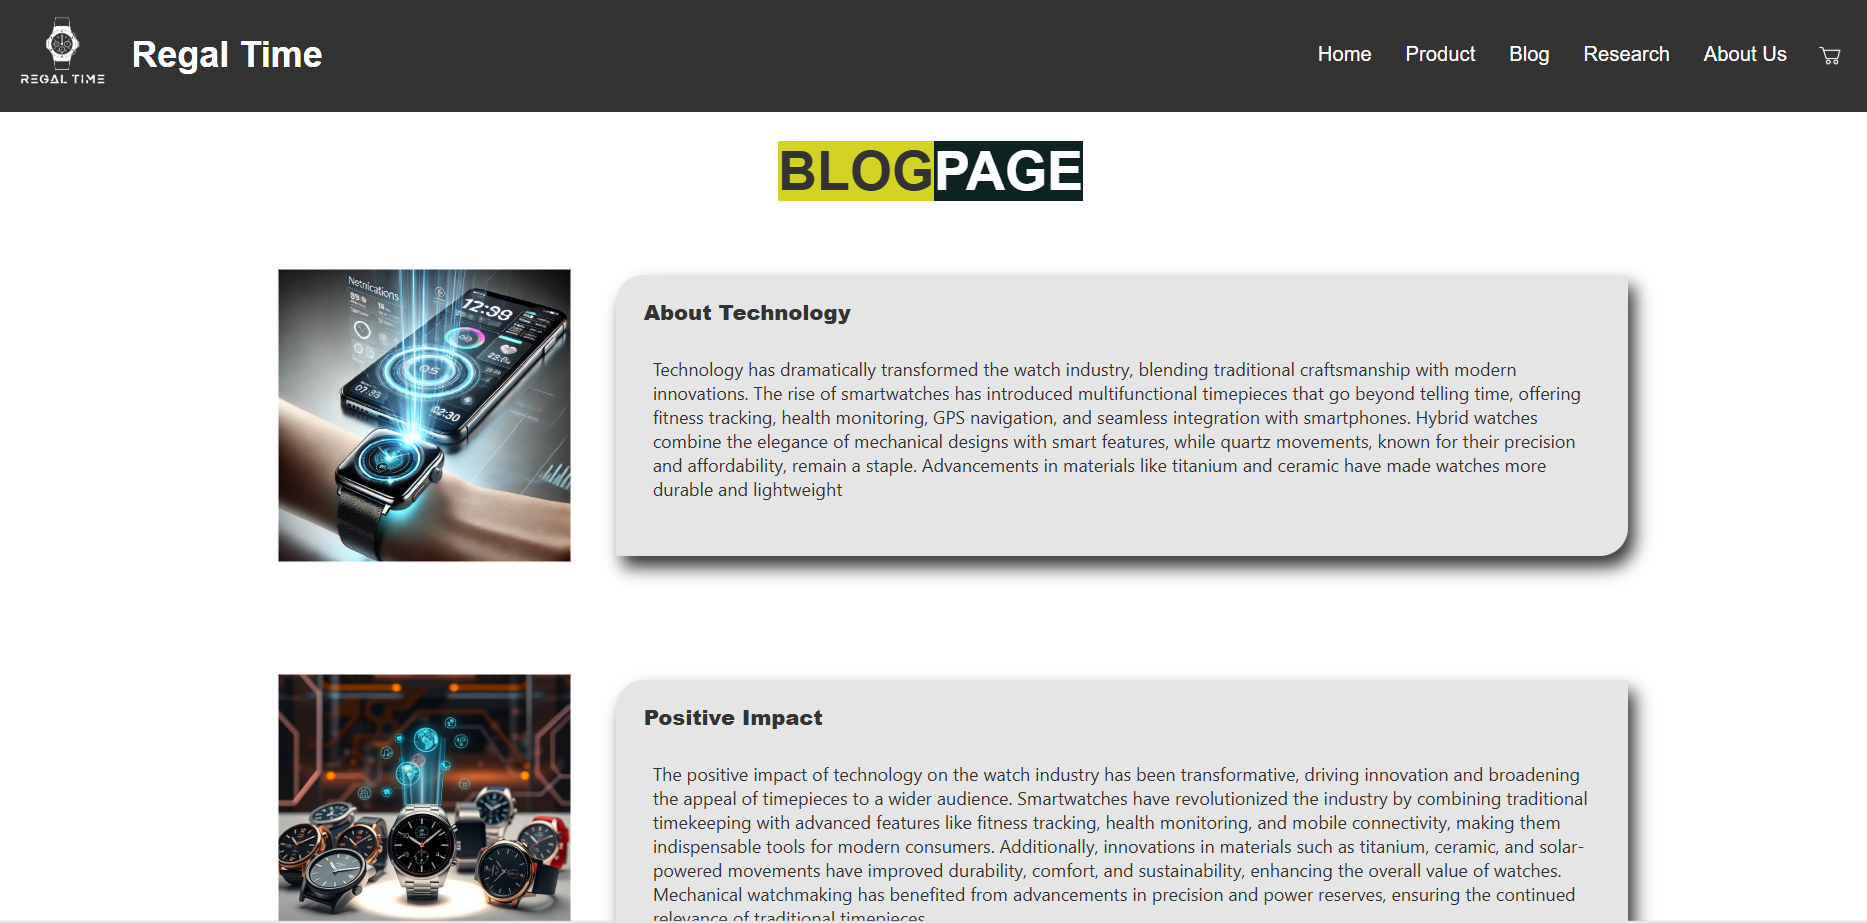 REGAL TIME
Regal Time
Home
Product
Blog
Research
About Us
BLOGPAGE
Netnications
12:99
OS
02:30
About Technology
Technology has dramatically transformed the watch industry, blending traditional craftsmanship with modern
innovations. The rise of smartwatches has introduced multifunctional timepieces that go beyond telling time, offering
fitness tracking, health monitoring, GPS navigation, and seamless integration with smartphones. Hybrid watches
combine the elegance of mechanical designs with smart features, while quartz movements, known for their precision
and affordability, remain a staple. Advancements in materials like titanium and ceramic have made watches more
durable and lightweight
Positive Impact
The positive impact of technology on the watch industry has been transformative, driving innovation and broadening
the appeal of timepieces to a wider audience. Smartwatches have revolutionized the industry by combining traditional
timekeeping with advanced features like fitness tracking, health monitoring, and mobile connectivity, making them
indispensable tools for modern consumers. Additionally, innovations in materials such as titanium, ceramic, and solar-
powered movements have improved durability, comfort, and sustainability, enhancing the overall value of watches.
Mechanical watchmaking has benefited from advancements in precision and power reserves, ensuring the continued
relevance of traditional timepieces